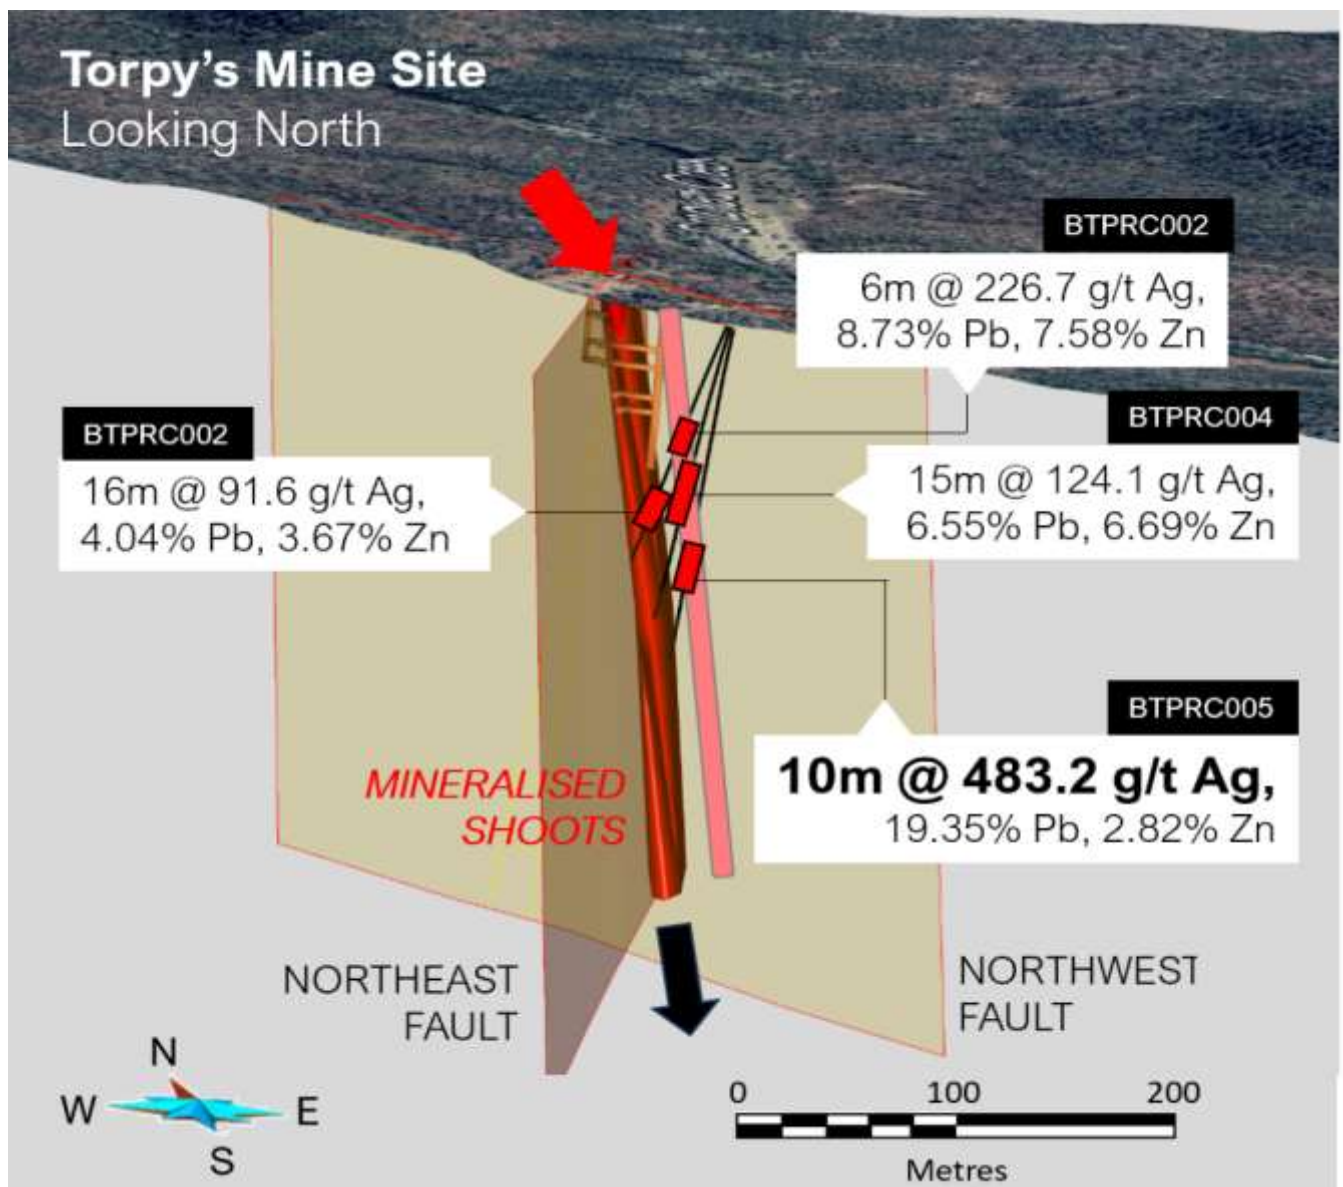 Torpy's Mine Site
Looking North
BTPRC002
6m @ 226.7 g/t Ag,
8.73% Pb, 7.58% Zn
BTPRC002
16m @ 91.6 g/t Ag,
4.04% Pb, 3.67% Zn
BTPRC004
15m @ 124.1 g/t Ag,
6.55% Pb, 6.69% Zn
BTPRC005
10m @ 483.2 g/t Ag,
19.35% Pb, 2.82% Zn
MINERALISED
SHOOTS
NORTHEAST
FAULT
NORTHWEST
FAULT
N
W E
S
0 100 200
Metres